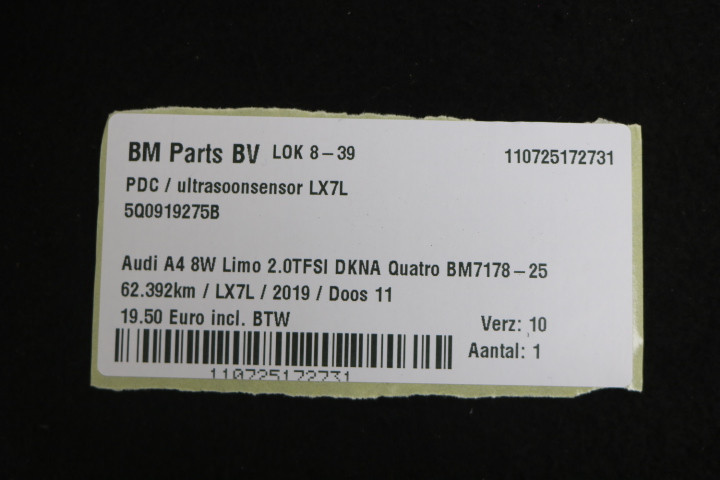 BM Parts BV LOK 8-39 110725172731
PDC / ultrasoonsensor LX7L
5Q0919275B
Audi A4 8W Limo 2.0TFSI DKNA Quatro BM7178-25
62.392km / LX7L / 2019 / Doos 11
19.50 Euro incl. BTW Verz: 10
Aantal: 1
110725172731